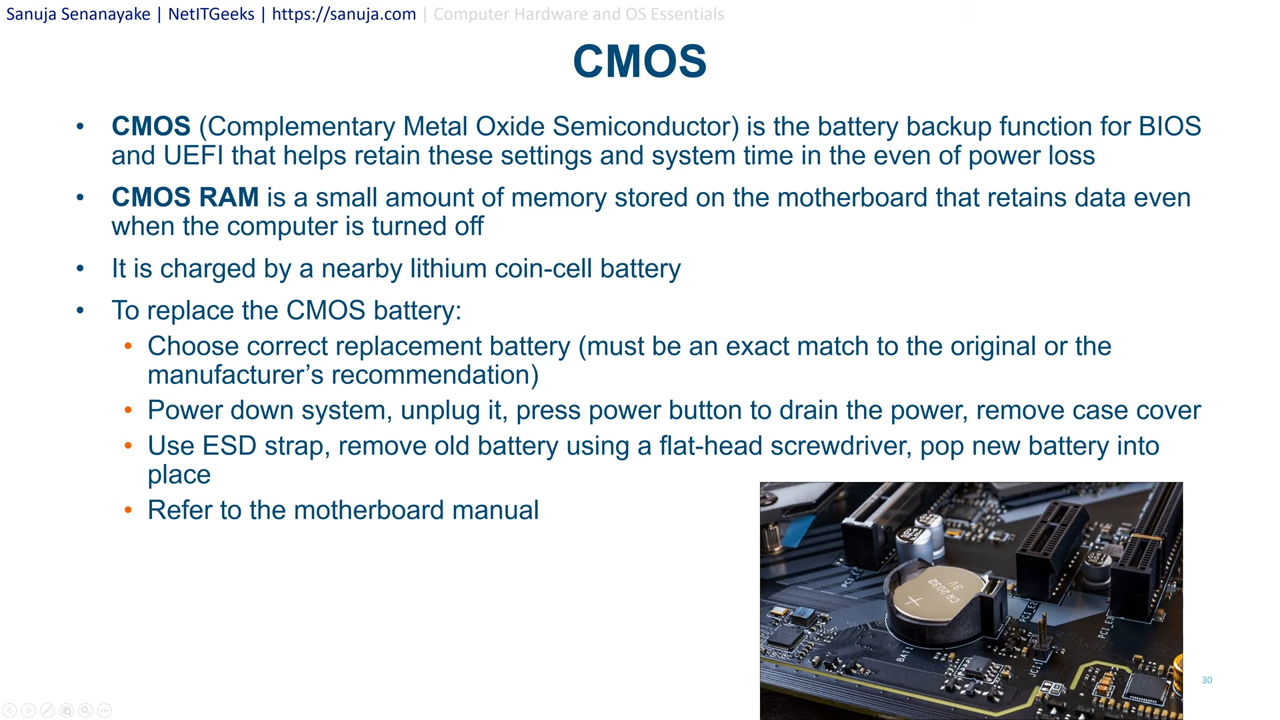 Sanuja Senanayake | NetITGeeks | https://sanuja.com | Computer Hardware and OS Essentials
CMOS
• CMOS (Complementary Metal Oxide Semiconductor) is the battery backup function for BIOS
and UEFI that helps retain these settings and system time in the even of power loss
• CMOS RAM is a small amount of memory stored on the motherboard that retains data even
when the computer is turned off
• It is charged by a nearby lithium coin-cell battery
• To replace the CMOS battery:
• Choose correct replacement battery (must be an exact match to the original or the
manufacturer's recommendation)
• Power down system, unplug it, press power button to drain the power, remove case cover
• Use ESD strap, remove old battery using a flat-head screwdriver, pop new battery into
place
• Refer to the motherboard manual
CR2032
3V
+
PCI_E2
BAT
30